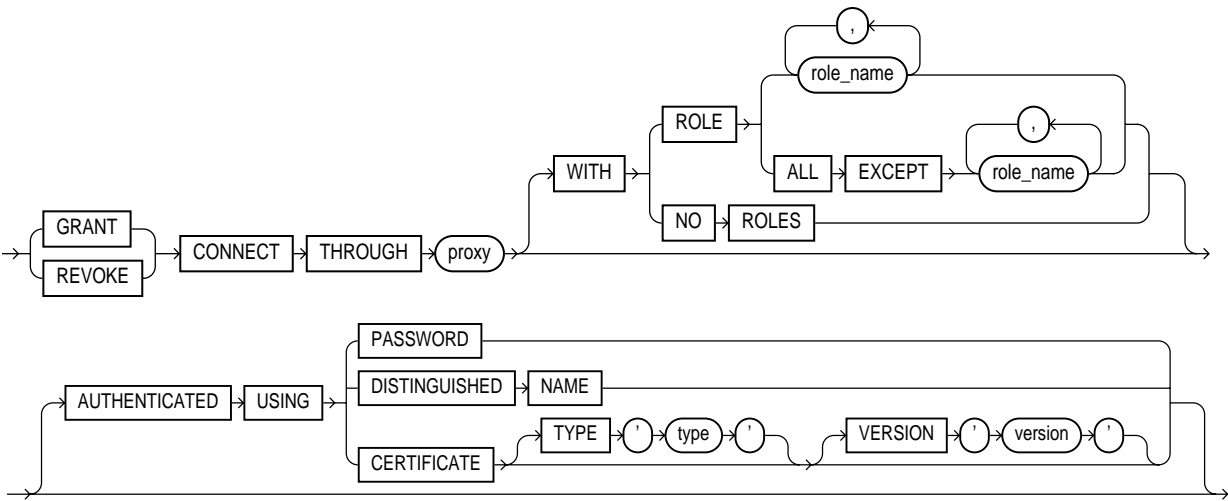 ,
role_name
ROLE
,
WITH ALL EXCEPT role_name
GRANT NO ROLES
CONNECT THROUGH proxy
REVOKE
PASSWORD
DISTINGUISHED NAME
AUTHENTICATED USING
TYPE ' type ' VERSION ' version '
CERTIFICATE